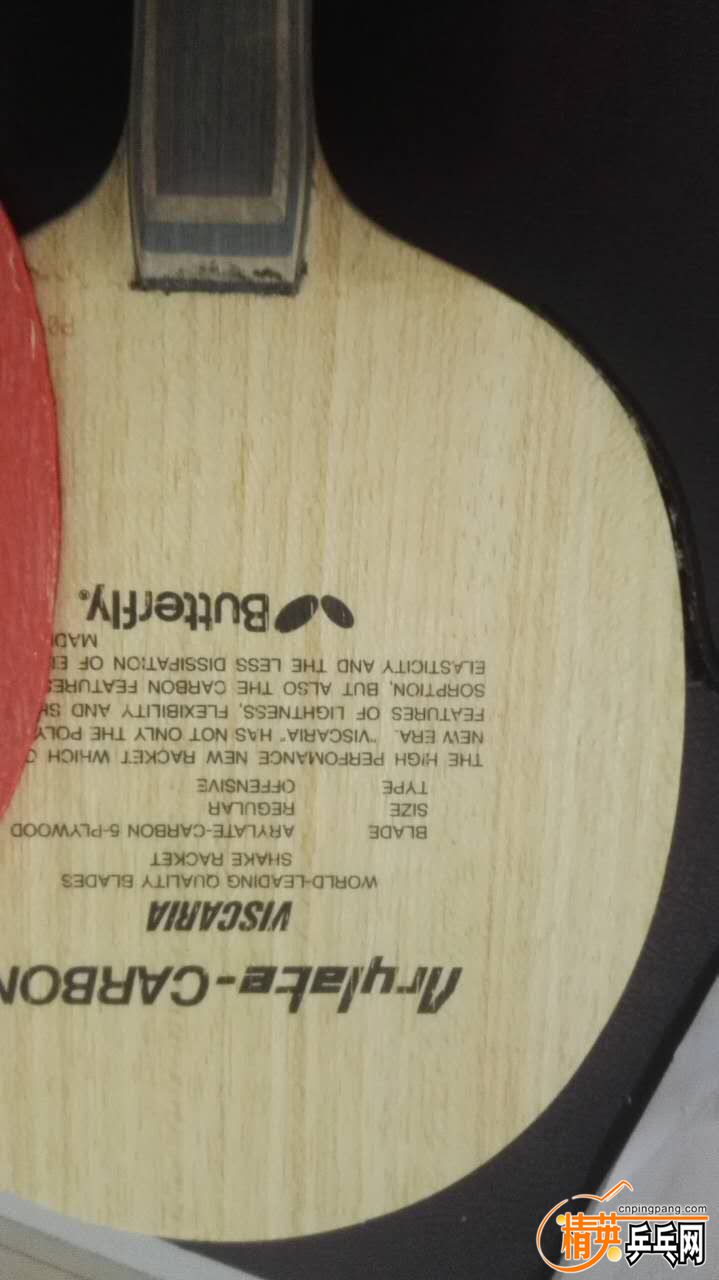 Arylate-CARBON
VISCARIA
WORLD-LEADING QUALITY BLADES
SHAKE RACKET
BLADE ARYLATE-CARBON 5-PLYWOOD
SIZE REGULAR
TYPE OFFENSIVE
THE HIGH PERFOMANCE NEW RACKET WHICH
NEW ERA. "VISCARIA" HAS NOT ONLY THE POLY
FEATURES OF LIGHTNESS, FLEXIBILITY AND
SORPTION, BUT ALSO THE CARBON FEATURES
ELASTICITY AND THE LESS DISSIPATION OF
MADE
Butterfly®
cnpingpang.com
精英乒乓网